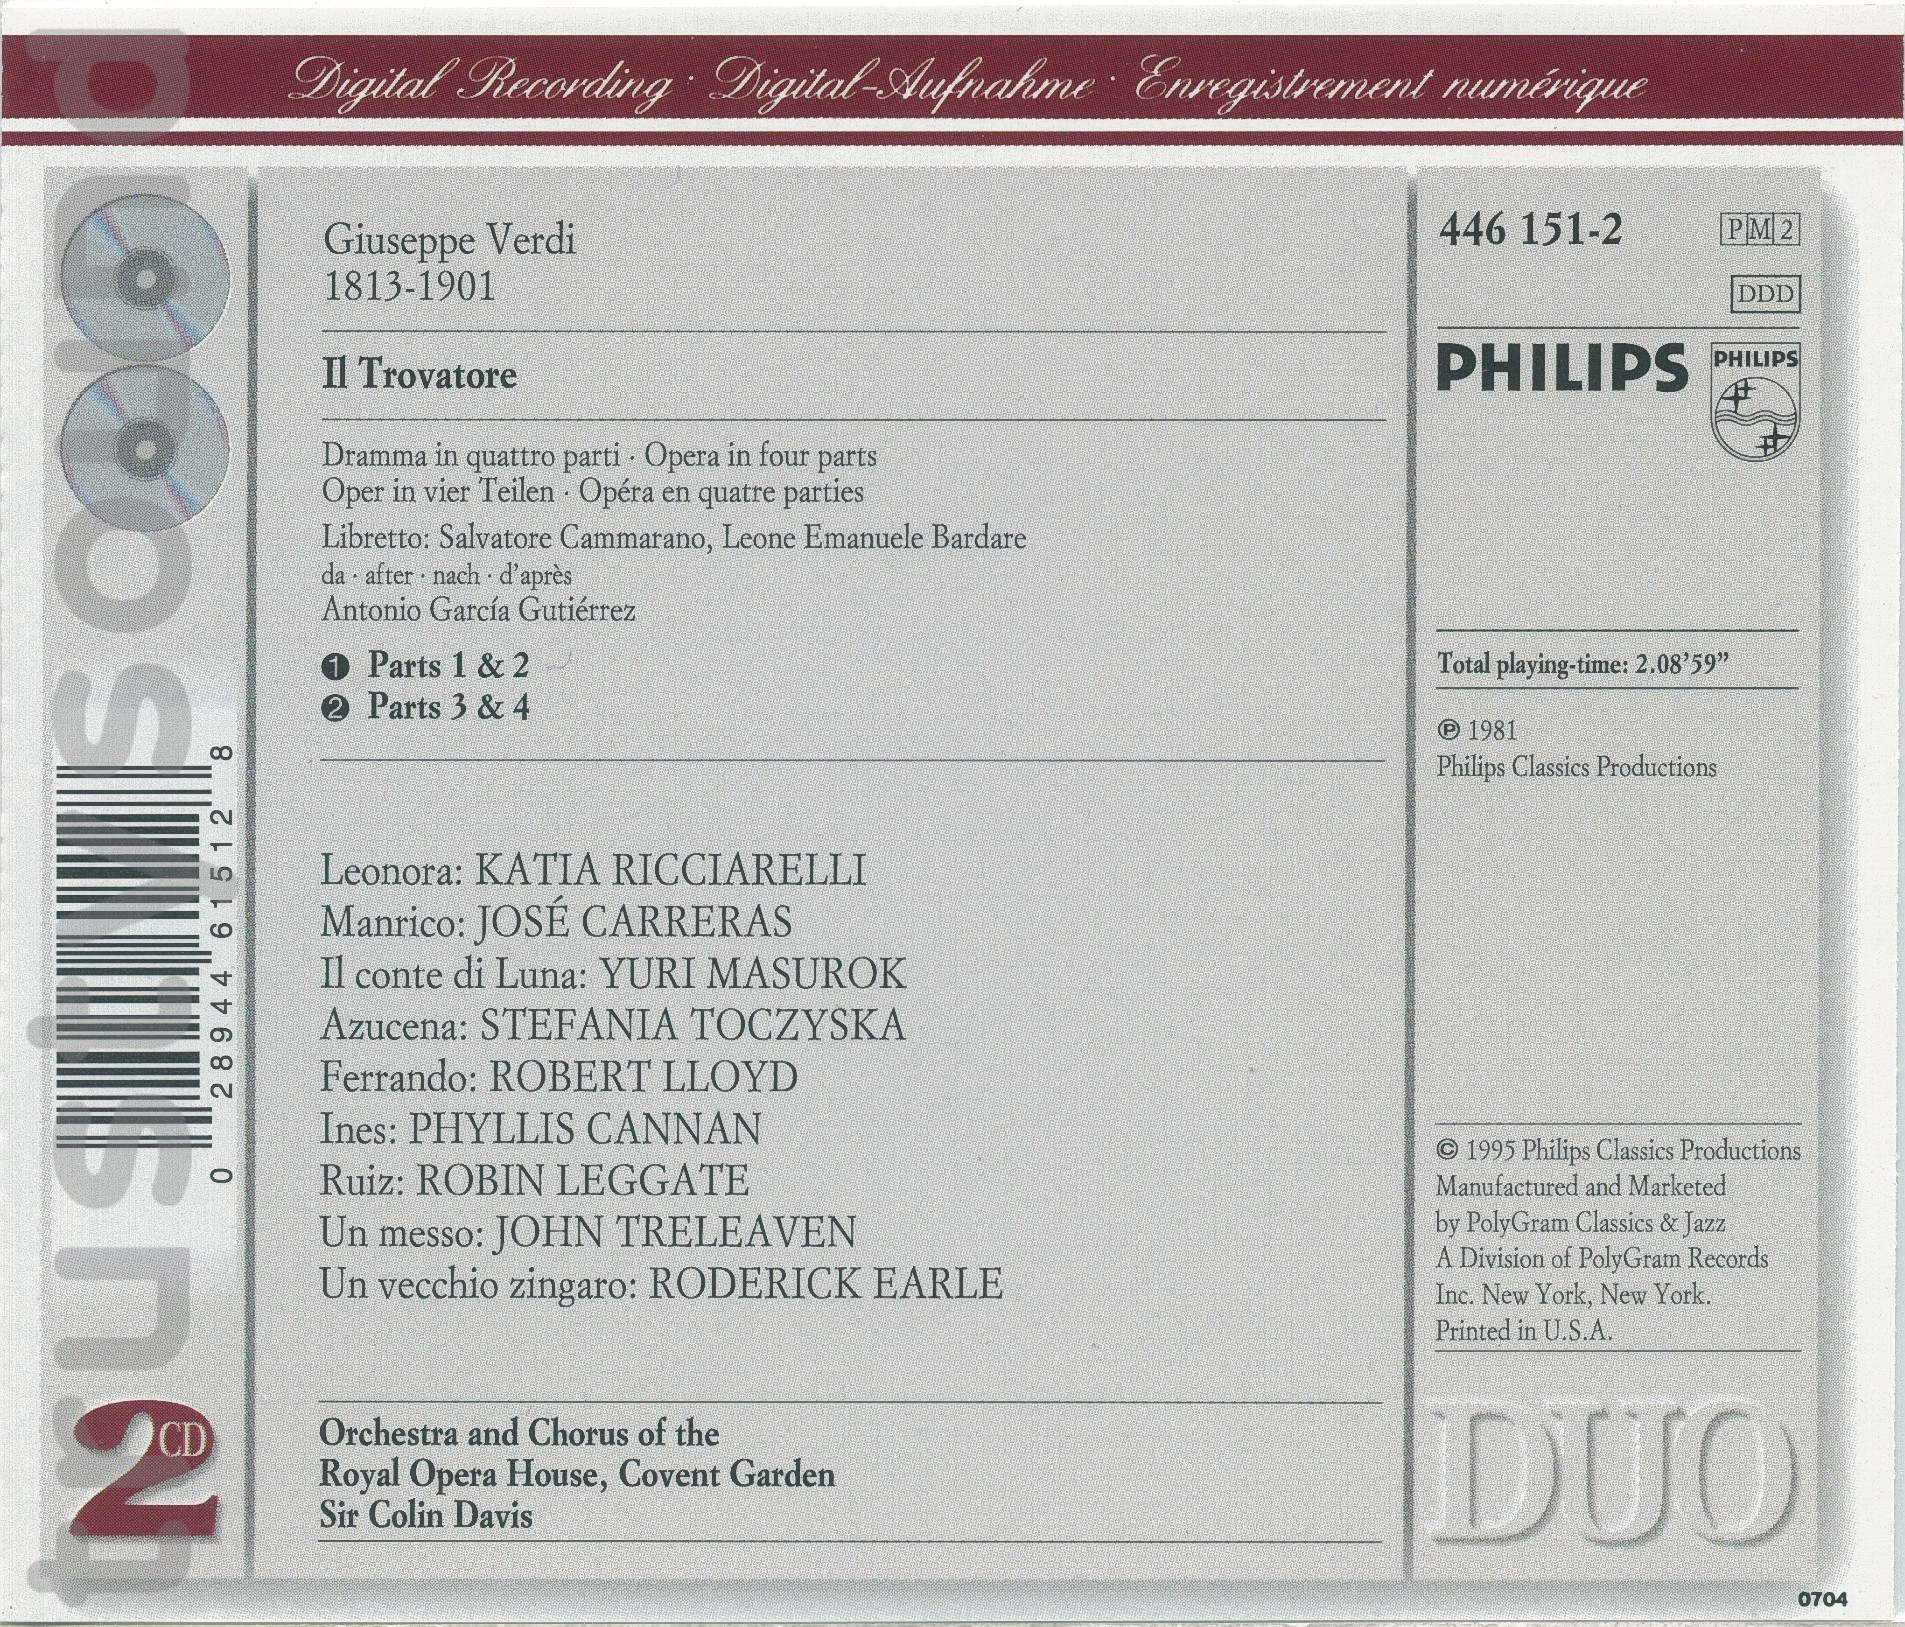 Digital Recording · Digital-Aufnahme · Enregistrement numérique
Giuseppe Verdi
1813-1901
Il Trovatore
Dramma in quattro parti · Opera in four parts
Oper in vier Teilen · Opéra en quatre parties
Libretto: Salvatore Cammarano, Leone Emanuele Bardare
da · after · nach · d'après
Antonio García Gutiérrez
❶ Parts 1 & 2
❷ Parts 3 & 4
Leonora: KATIA RICCIARELLI
Manrico: JOSÉ CARRERAS
Il conte di Luna: YURI MASUROK
Azucena: STEFANIA TOCZYSKA
Ferrando: ROBERT LLOYD
Ines: PHYLLIS CANNAN
Ruiz: ROBIN LEGGATE
Un messo: JOHN TRELEAVEN
Un vecchio zingaro: RODERICK EARLE
Orchestra and Chorus of the
Royal Opera House, Covent Garden
Sir Colin Davis
446 151-2
PM2
DDD
PHILIPS
PHILIPS
Total playing-time: 2.08'59"
℗ 1981
Philips Classics Productions
© 1995 Philips Classics Productions
Manufactured and Marketed
by PolyGram Classics & Jazz
A Division of PolyGram Records
Inc. New York, New York.
Printed in U.S.A.
DUO
0704
2 CD
0 28944 61512 8